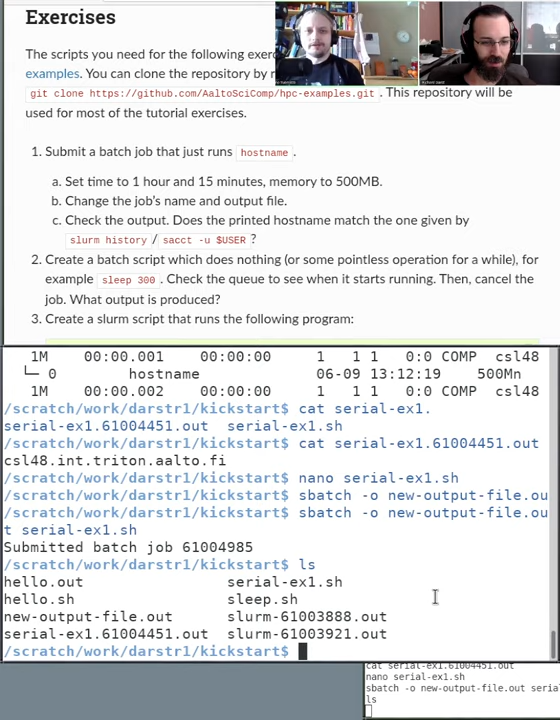 Exercises
The scripts you need for the following exerc
examples. You can clone the repository by r
git clone https://github.com/AaltoSciComp/hpc-examples.git . This repository will be
used for most of the tutorial exercises.
1. Submit a batch job that just runs hostname .
a. Set time to 1 hour and 15 minutes, memory to 500MB.
b. Change the job's name and output file.
c. Check the output. Does the printed hostname match the one given by
slurm history / sacct -u $USER ?
2. Create a batch script which does nothing (or some pointless operation for a while), for
example sleep 300 . Check the queue to see when it starts running. Then, cancel the
job. What output is produced?
3. Create a slurm script that runs the following program:
1M 00:00.001 00:00:00 1 1 1 0:0 COMP csl48
└─ 0 hostname 06-09 13:12:19 500Mn
1M 00:00.002 00:00:00 1 1 1 0:0 COMP csl48
/scratch/work/darstr1/kickstart$ cat serial-ex1.
serial-ex1.61004451.out serial-ex1.sh
/scratch/work/darstr1/kickstart$ cat serial-ex1.61004451.out
csl48.int.triton.aalto.fi
/scratch/work/darstr1/kickstart$ nano serial-ex1.sh
/scratch/work/darstr1/kickstart$ sbatch -o new-output-file.ou
/scratch/work/darstr1/kickstart$ sbatch -o new-output-file.ou
t serial-ex1.sh
Submitted batch job 61004985
/scratch/work/darstr1/kickstart$ ls
hello.out serial-ex1.sh
hello.sh sleep.sh
new-output-file.out slurm-61003888.out
serial-ex1.61004451.out slurm-61003921.out
/scratch/work/darstr1/kickstart$
cat serial-ex1.61004451.out
nano serial-ex1.sh
sbatch -o new-output-file.out seria
ls